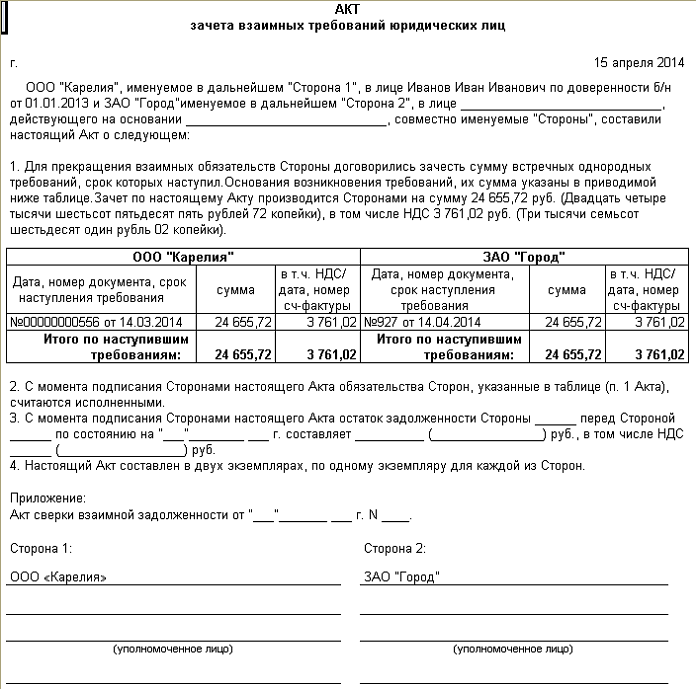 АКТ
зачета взаимных требований юридических лиц
г. 15 апреля 2014
ООО "Карелия", именуемое в дальнейшем "Сторона 1", в лице Иванов Иван Иванович по доверенности б/н
от 01.01.2013 и ЗАО "Город"именуемое в дальнейшем "Сторона 2", в лице ____________________________,
действующего на основании ____________________________, совместно именуемые "Стороны", составили
настоящий Акт о следующем:
1. Для прекращения взаимных обязательств Стороны договорились зачесть сумму встречных однородных
требований, срок которых наступил.Основания возникновения требований, их сумма указаны в приводимой
ниже таблице.Зачет по настоящему Акту производится Сторонами на сумму 24 655,72 руб. (Двадцать четыре
тысячи шестьсот пятьдесят пять рублей 72 копейки), в том числе НДС 3 761,02 руб. (Три тысячи семьсот
шестьдесят один рубль 02 копейки).
ООО "Карелия" ЗАО "Город"
Дата, номер документа, срок наступления требования сумма в т.ч. НДС/ дата, номер сч-фактуры Дата, номер документа, срок наступления требования сумма в т.ч. НДС/ дата, номер сч-фактуры
№00000000556 от 14.03.2014 24 655,72 3 761,02 №927 от 14.04.2014 24 655,72 3 761,02
Итого по наступившим требованиям: 24 655,72 3 761,02 Итого по наступившим требованиям: 24 655,72 3 761,02
2. С момента подписания Сторонами настоящего Акта обязательства Сторон, указанные в таблице (п. 1 Акта),
считаются исполненными.
3. С момента подписания Сторонами настоящего Акта остаток задолженности Стороны ______ перед Стороной
______ по состоянию на "___"________ ___ г. составляет __________ (________________) руб., в том числе НДС
_______ (__________________) руб.
4. Настоящий Акт составлен в двух экземплярах, по одному экземпляру для каждой из Сторон.
Приложение:
Акт сверки взаимной задолженности от "___"_______ ___ г. N ____.
Сторона 1: Сторона 2:
ООО «Карелия» ЗАО "Город"
(уполномоченное лицо) (уполномоченное лицо)